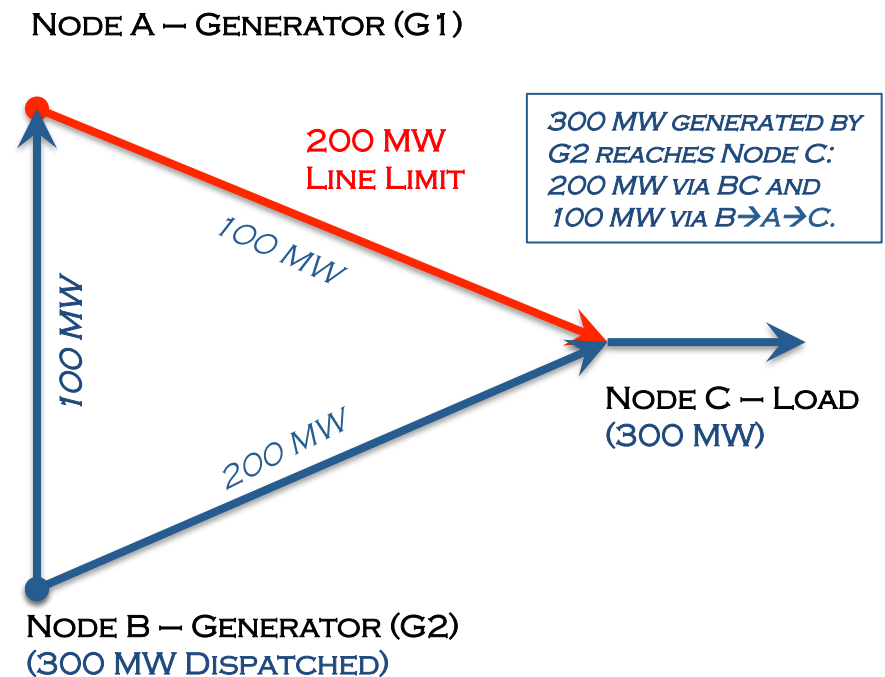 Node A – Generator (G1)
200 MW
Line Limit
300 MW generated by
G2 reaches Node C:
200 MW via BC and
100 MW via B→A→C.
100 MW
100 MW
200 MW
Node C – Load
(300 MW)
Node B – Generator (G2)
(300 MW Dispatched)